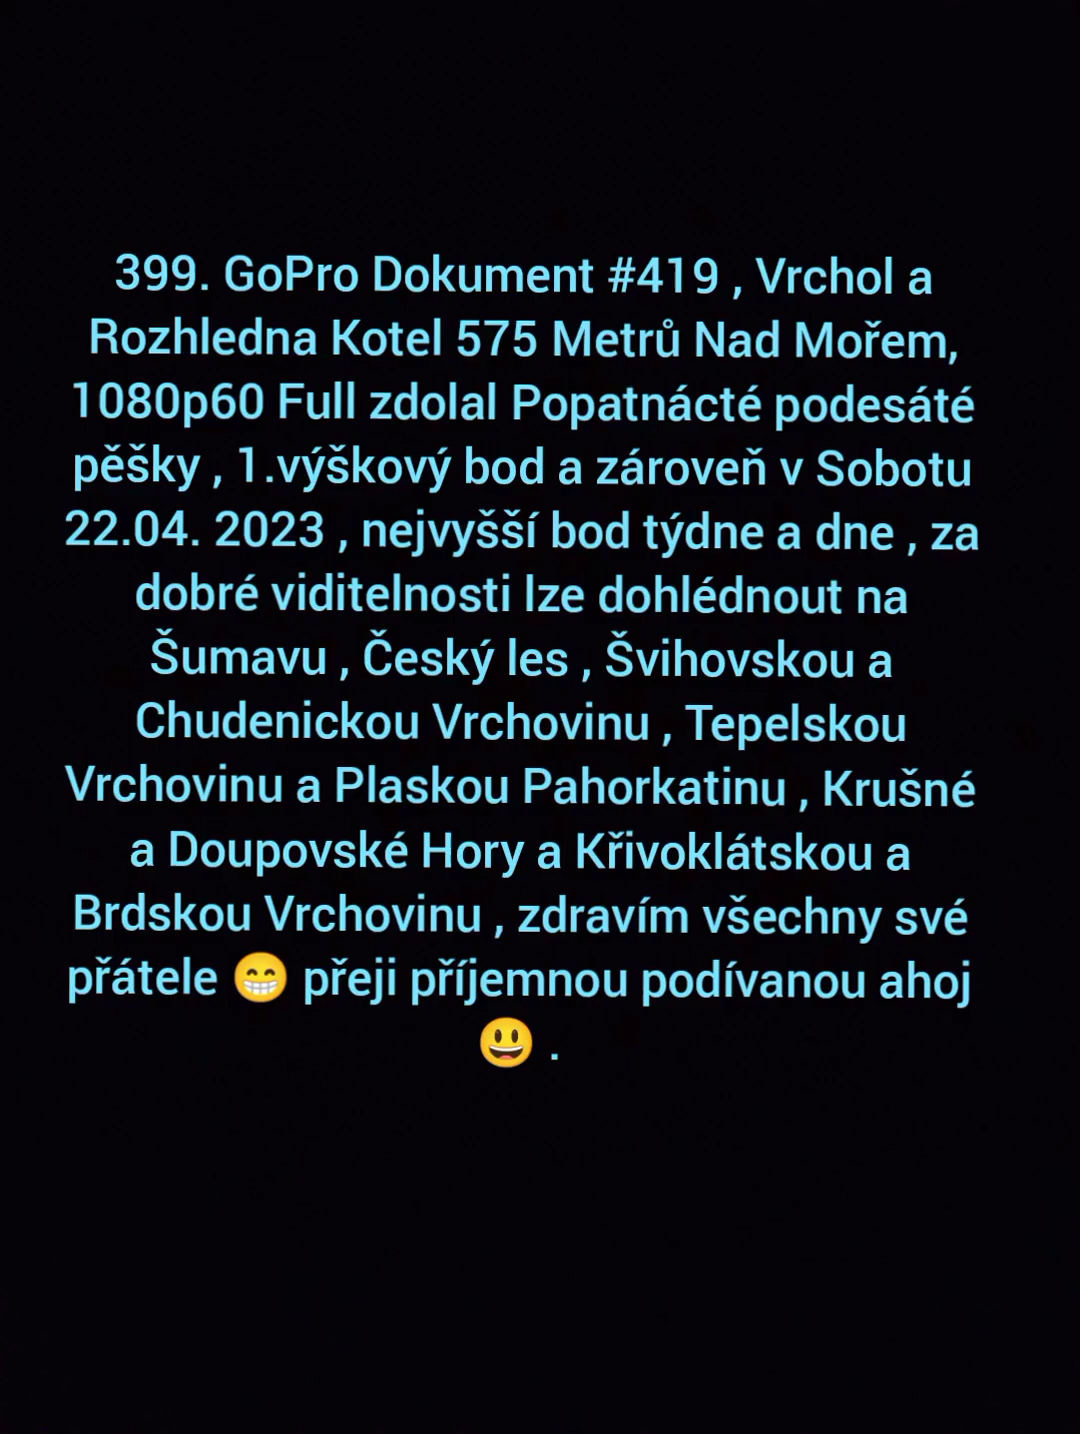 399. GoPro Dokument #419 , Vrchol a
Rozhledna Kotel 575 Metrů Nad Mořem,
1080p60 Full zdolal Popatnácté podesáté
pěšky , 1.výškový bod a zároveň v Sobotu
22.04. 2023 , nejvyšší bod týdne a dne , za
dobré viditelnosti lze dohlédnout na
Šumavu , Český les , Švihovskou a
Chudenickou Vrchovinu , Tepelskou
Vrchovinu a Plaskou Pahorkatinu , Krušné
a Doupovské Hory a Křivoklátskou a
Brdskou Vrchovinu , zdravím všechny své
přátele 😁 přeji příjemnou podívanou ahoj
😃 .